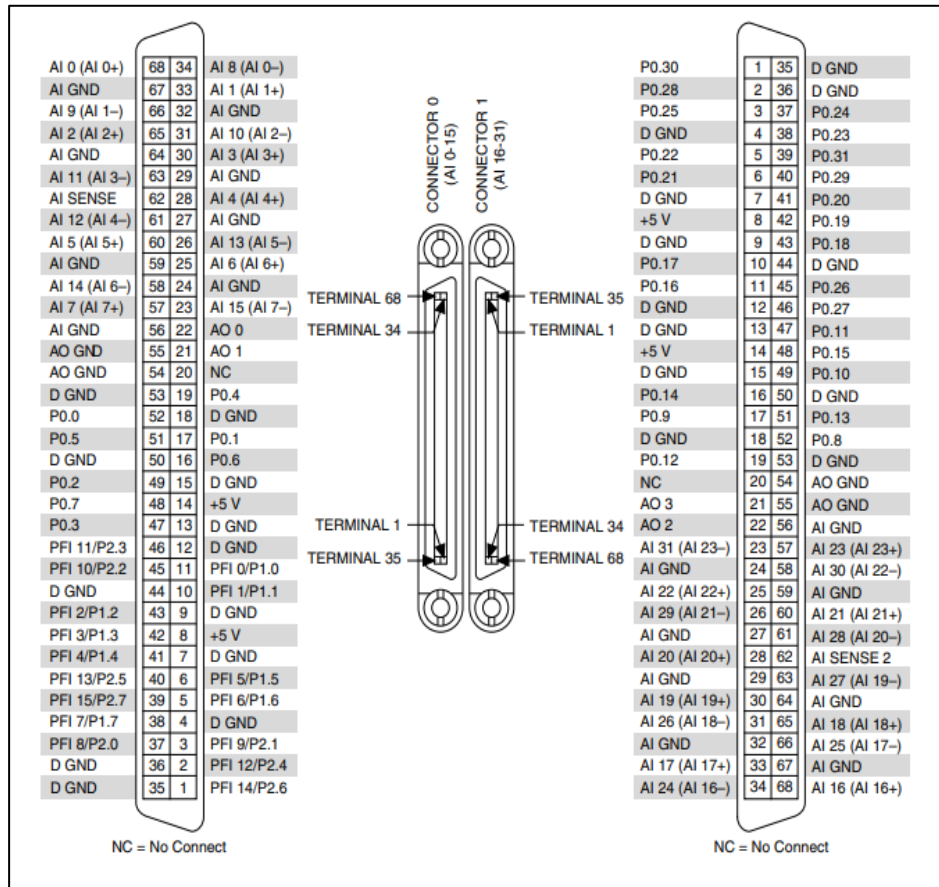 AI 0 (AI 0+) 68 34 AI 8 (AI 0–)
AI GND 67 33 AI 1 (AI 1+)
AI 9 (AI 1–) 66 32 AI GND
AI 2 (AI 2+) 65 31 AI 10 (AI 2–)
AI GND 64 30 AI 3 (AI 3+)
AI 11 (AI 3–) 63 29 AI GND
AI SENSE 62 28 AI 4 (AI 4+)
AI 12 (AI 4–) 61 27 AI GND
AI 5 (AI 5+) 60 26 AI 13 (AI 5–)
AI GND 59 25 AI 6 (AI 6+)
AI 14 (AI 6–) 58 24 AI GND
AI 7 (AI 7+) 57 23 AI 15 (AI 7–)
AI GND 56 22 AO 0
AO GND 55 21 AO 1
AO GND 54 20 NC
D GND 53 19 P0.4
P0.0 52 18 D GND
P0.5 51 17 P0.1
D GND 50 16 P0.6
P0.2 49 15 D GND
P0.7 48 14 +5 V
P0.3 47 13 D GND
PFI 11/P2.3 46 12 D GND
PFI 10/P2.2 45 11 PFI 0/P1.0
D GND 44 10 PFI 1/P1.1
PFI 2/P1.2 43 9 D GND
PFI 3/P1.3 42 8 +5 V
PFI 4/P1.4 41 7 D GND
PFI 13/P2.5 40 6 PFI 5/P1.5
PFI 15/P2.7 39 5 PFI 6/P1.6
PFI 7/P1.7 38 4 D GND
PFI 8/P2.0 37 3 PFI 9/P2.1
D GND 36 2 PFI 12/P2.4
D GND 35 1 PFI 14/P2.6
NC = No Connect
CONNECTOR 0
(AI 0-15)
CONNECTOR 1
(AI 16-31)
TERMINAL 68
TERMINAL 34
TERMINAL 35
TERMINAL 1
TERMINAL 1
TERMINAL 35
TERMINAL 34
TERMINAL 68
P0.30 1 35 D GND
P0.28 2 36 D GND
P0.25 3 37 P0.24
D GND 4 38 P0.23
P0.22 5 39 P0.31
P0.21 6 40 P0.29
D GND 7 41 P0.20
+5 V 8 42 P0.19
D GND 9 43 P0.18
P0.17 10 44 D GND
P0.16 11 45 P0.26
D GND 12 46 P0.27
D GND 13 47 P0.11
+5 V 14 48 P0.15
D GND 15 49 P0.10
P0.14 16 50 D GND
P0.9 17 51 P0.13
D GND 18 52 P0.8
P0.12 19 53 D GND
NC 20 54 AO GND
AO 3 21 55 AO GND
AO 2 22 56 AI GND
AI 31 (AI 23–) 23 57 AI 23 (AI 23+)
AI GND 24 58 AI 30 (AI 22–)
AI 22 (AI 22+) 25 59 AI GND
AI 29 (AI 21–) 26 60 AI 21 (AI 21+)
AI GND 27 61 AI 28 (AI 20–)
AI 20 (AI 20+) 28 62 AI SENSE 2
AI GND 29 63 AI 27 (AI 19–)
AI 19 (AI 19+) 30 64 AI GND
AI 26 (AI 18–) 31 65 AI 18 (AI 18+)
AI GND 32 66 AI 25 (AI 17–)
AI 17 (AI 17+) 33 67 AI GND
AI 24 (AI 16–) 34 68 AI 16 (AI 16+)
NC = No Connect